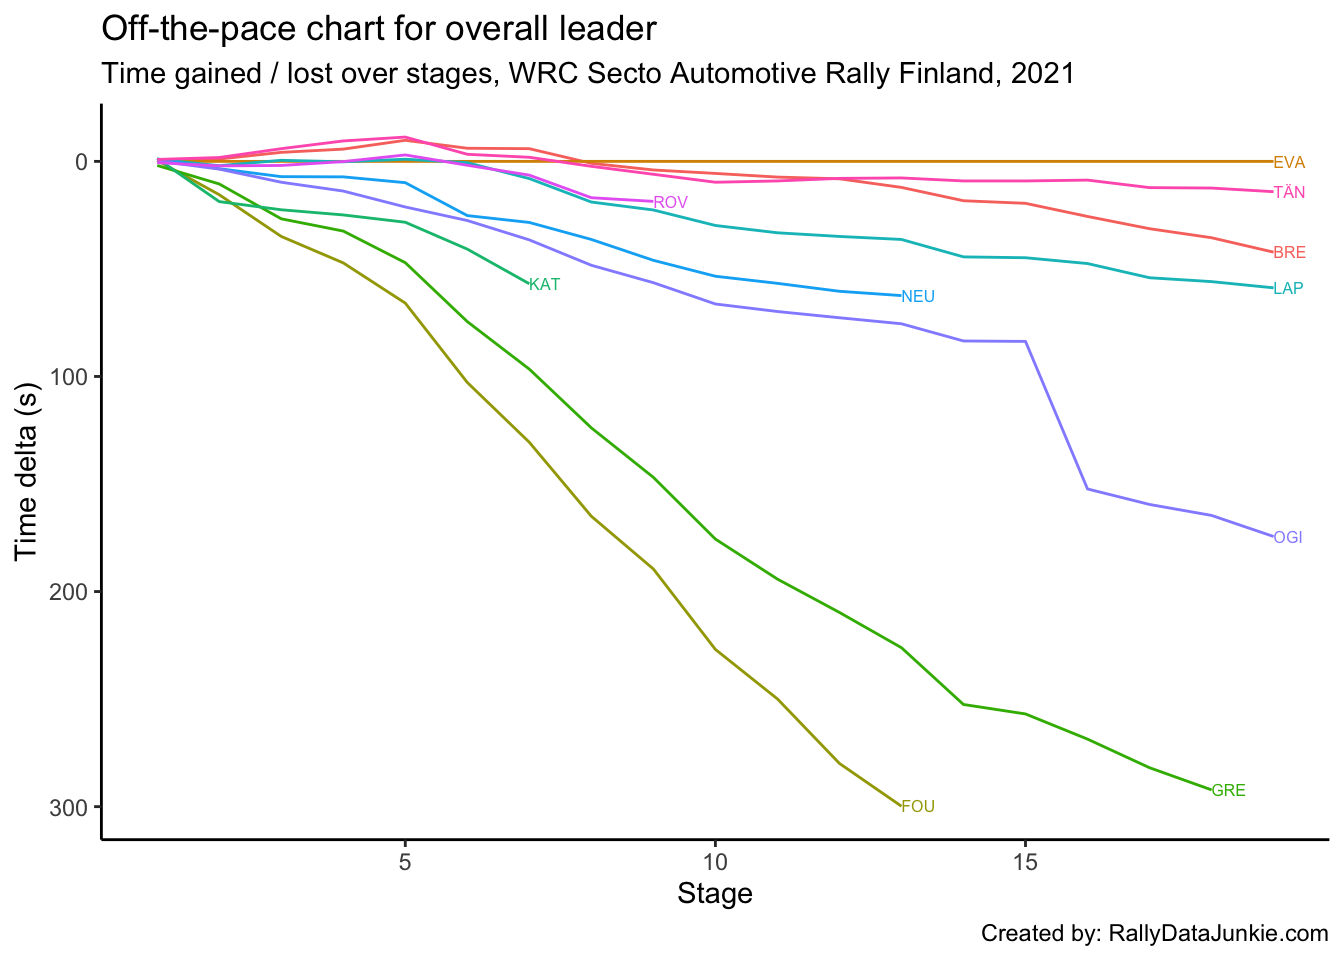 Off-the-pace chart for overall leader
Time gained / lost over stages, WRC Secto Automotive Rally Finland, 2021
0
100
200
300
Time delta (s)
EVA
TÄN
ROV
BRE
KAT
LAP
NEU
OGI
GRE
FOU
5
10
15
Stage
Created by: RallyDataJunkie.com